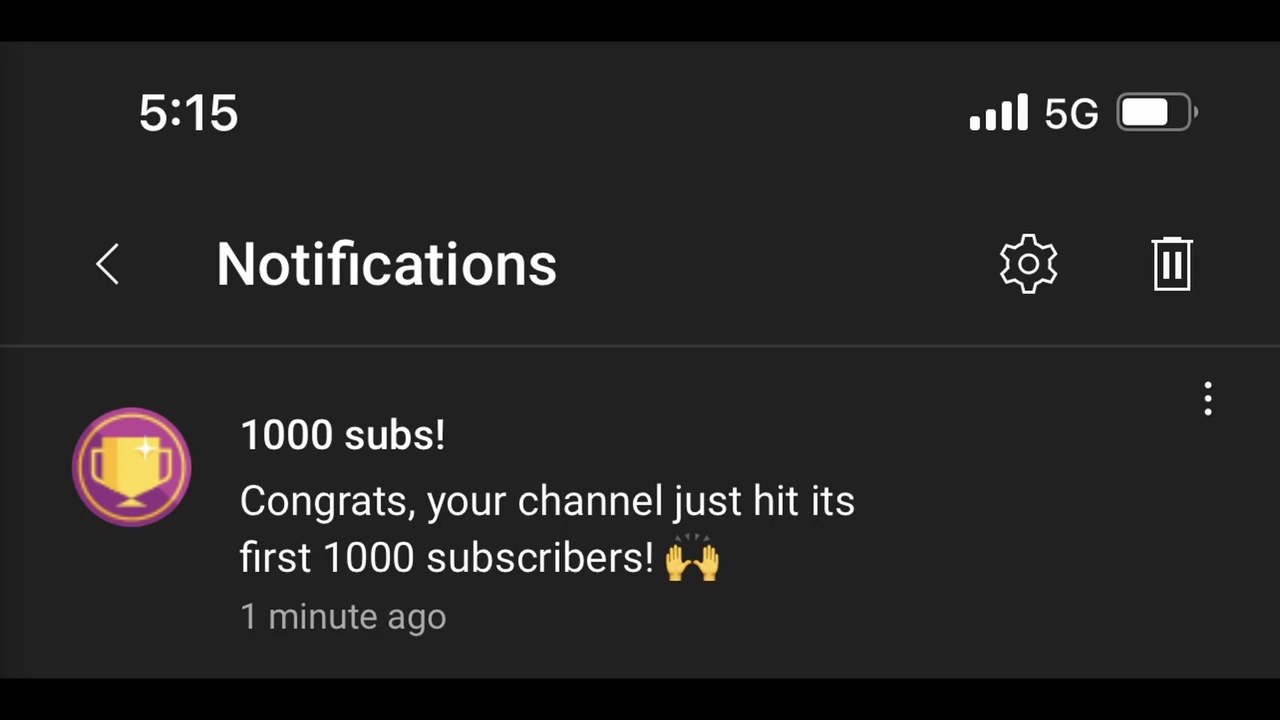 5:15 5G
Notifications
1000 subs!
Congrats, your channel just hit its
first 1000 subscribers! 🙌
1 minute ago